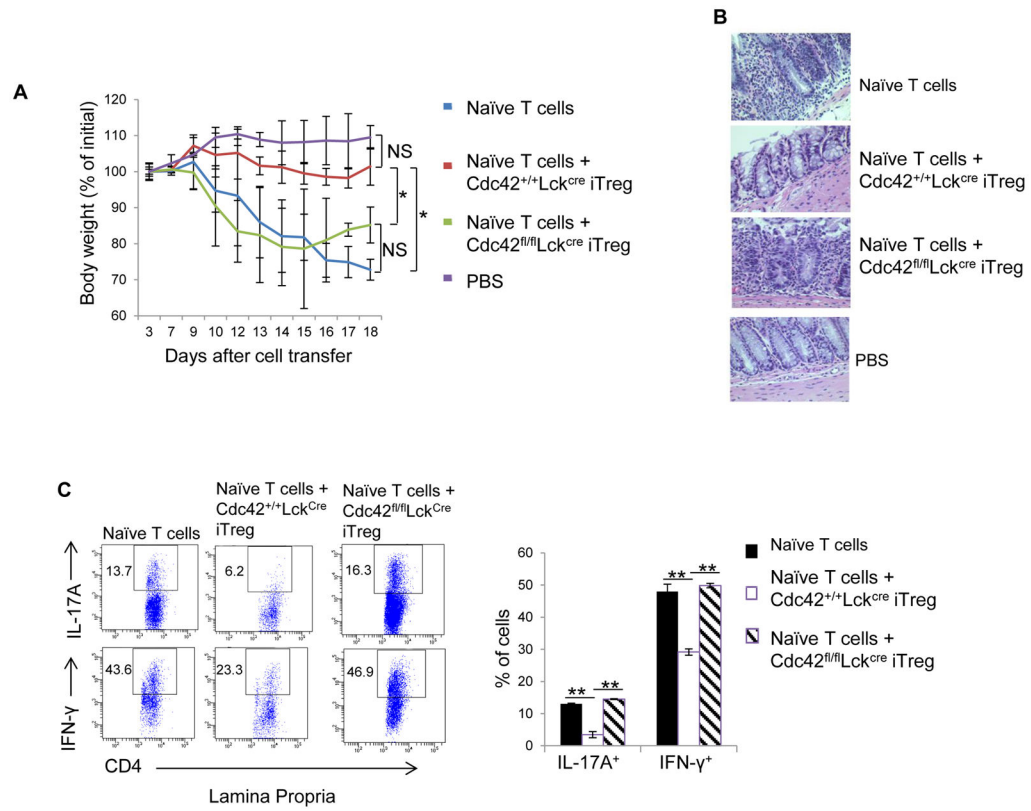 A
Body weight (% of initial)
120
110
100
90
80
70
60
3 7 9 10 12 13 14 15 16 17 18
Days after cell transfer
NS
*
*
NS
Naïve T cells
Naïve T cells +
Cdc42+/+Lckcre iTreg
Naïve T cells +
Cdc42fl/flLckcre iTreg
PBS
B
Naïve T cells
Naïve T cells +
Cdc42+/+Lckcre iTreg
Naïve T cells +
Cdc42fl/flLckcre iTreg
PBS
C
Naïve T cells
Naïve T cells +
Cdc42+/+LckCre
iTreg
Naïve T cells +
Cdc42fl/flLckCre
iTreg
IL-17A
13.7
6.2
16.3
IFN-γ
43.6
23.3
46.9
CD4
Lamina Propria
% of cells
60
50
40
30
20
10
0
** **
** **
IL-17A+ IFN-γ+
Naïve T cells
Naïve T cells +
Cdc42+/+Lckcre iTreg
Naïve T cells +
Cdc42fl/flLckcre iTreg